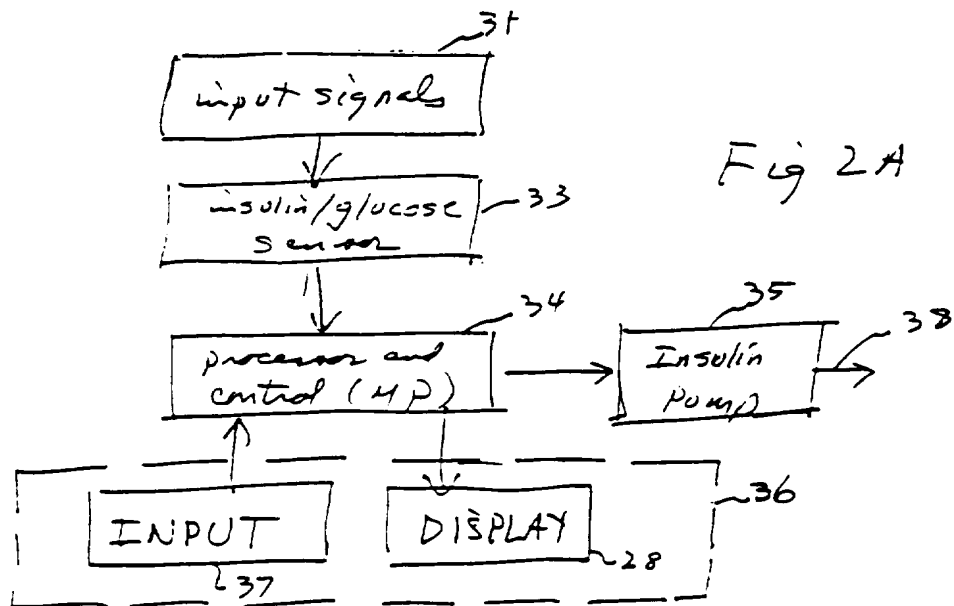 31
input signals
Fig 2A
insulin/glucose
sensor
33
34
processor and
control (MP)
35
Insulin
Pump
38
36
INPUT
DISPLAY
37
28